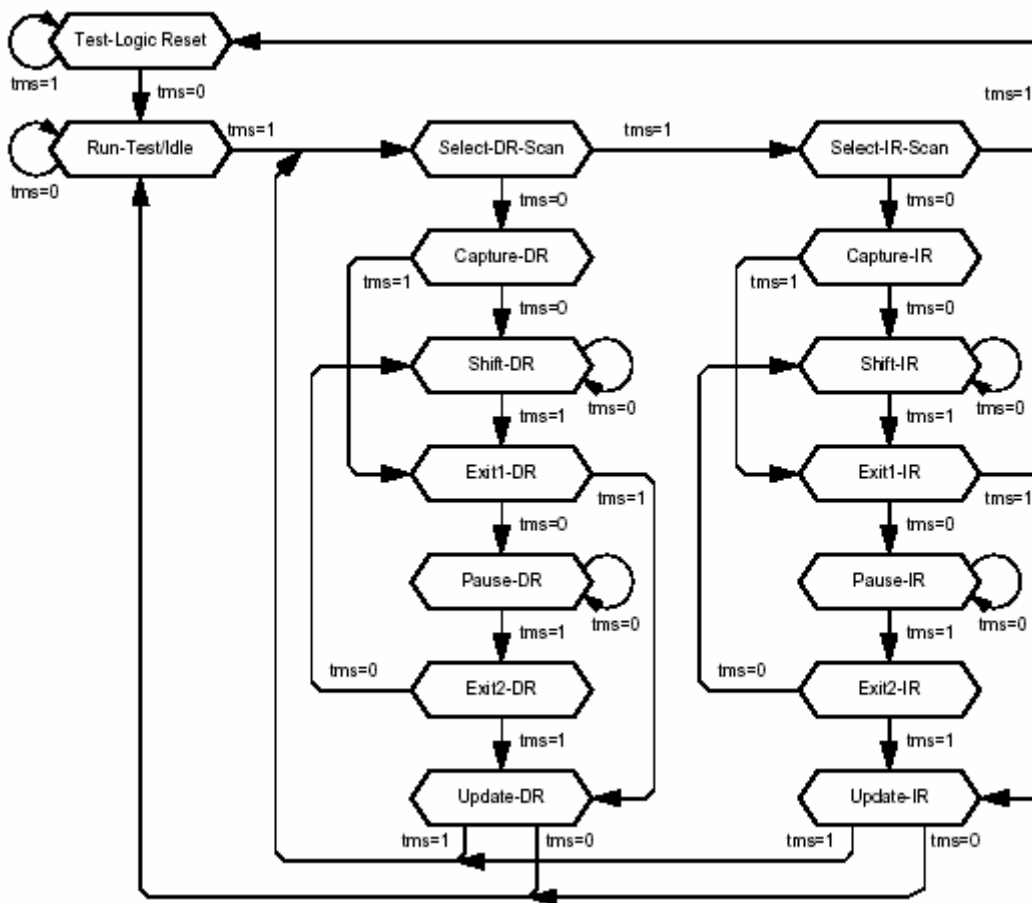 Test-Logic Reset
tms=1
tms=0
tms=1
Run-Test/Idle
tms=1
Select-DR-Scan
tms=1
Select-IR-Scan
tms=0
tms=0
tms=0
Capture-DR
Capture-IR
tms=1
tms=1
tms=0
tms=0
Shift-DR
Shift-IR
tms=0
tms=0
tms=1
tms=1
Exit1-DR
Exit1-IR
tms=1
tms=1
tms=0
tms=0
Pause-DR
Pause-IR
tms=0
tms=0
tms=1
tms=1
tms=0
tms=0
Exit2-DR
Exit2-IR
tms=1
tms=1
Update-DR
Update-IR
tms=1
tms=0
tms=1
tms=0